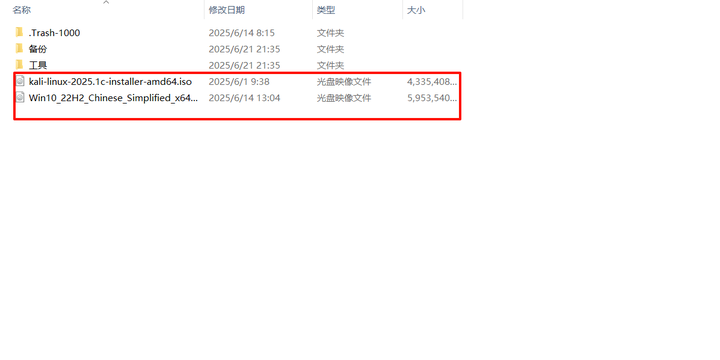 名称 修改日期 类型 大小
.Trash-1000 2025/6/14 8:15 文件夹
备份 2025/6/21 21:35 文件夹
工具 2025/6/21 21:35 文件夹
kali-linux-2025.1c-installer-amd64.iso 2025/6/1 9:38 光盘映像文件 4,335,408...
Win10_22H2_Chinese_Simplified_x64... 2025/6/14 13:04 光盘映像文件 5,953,540...